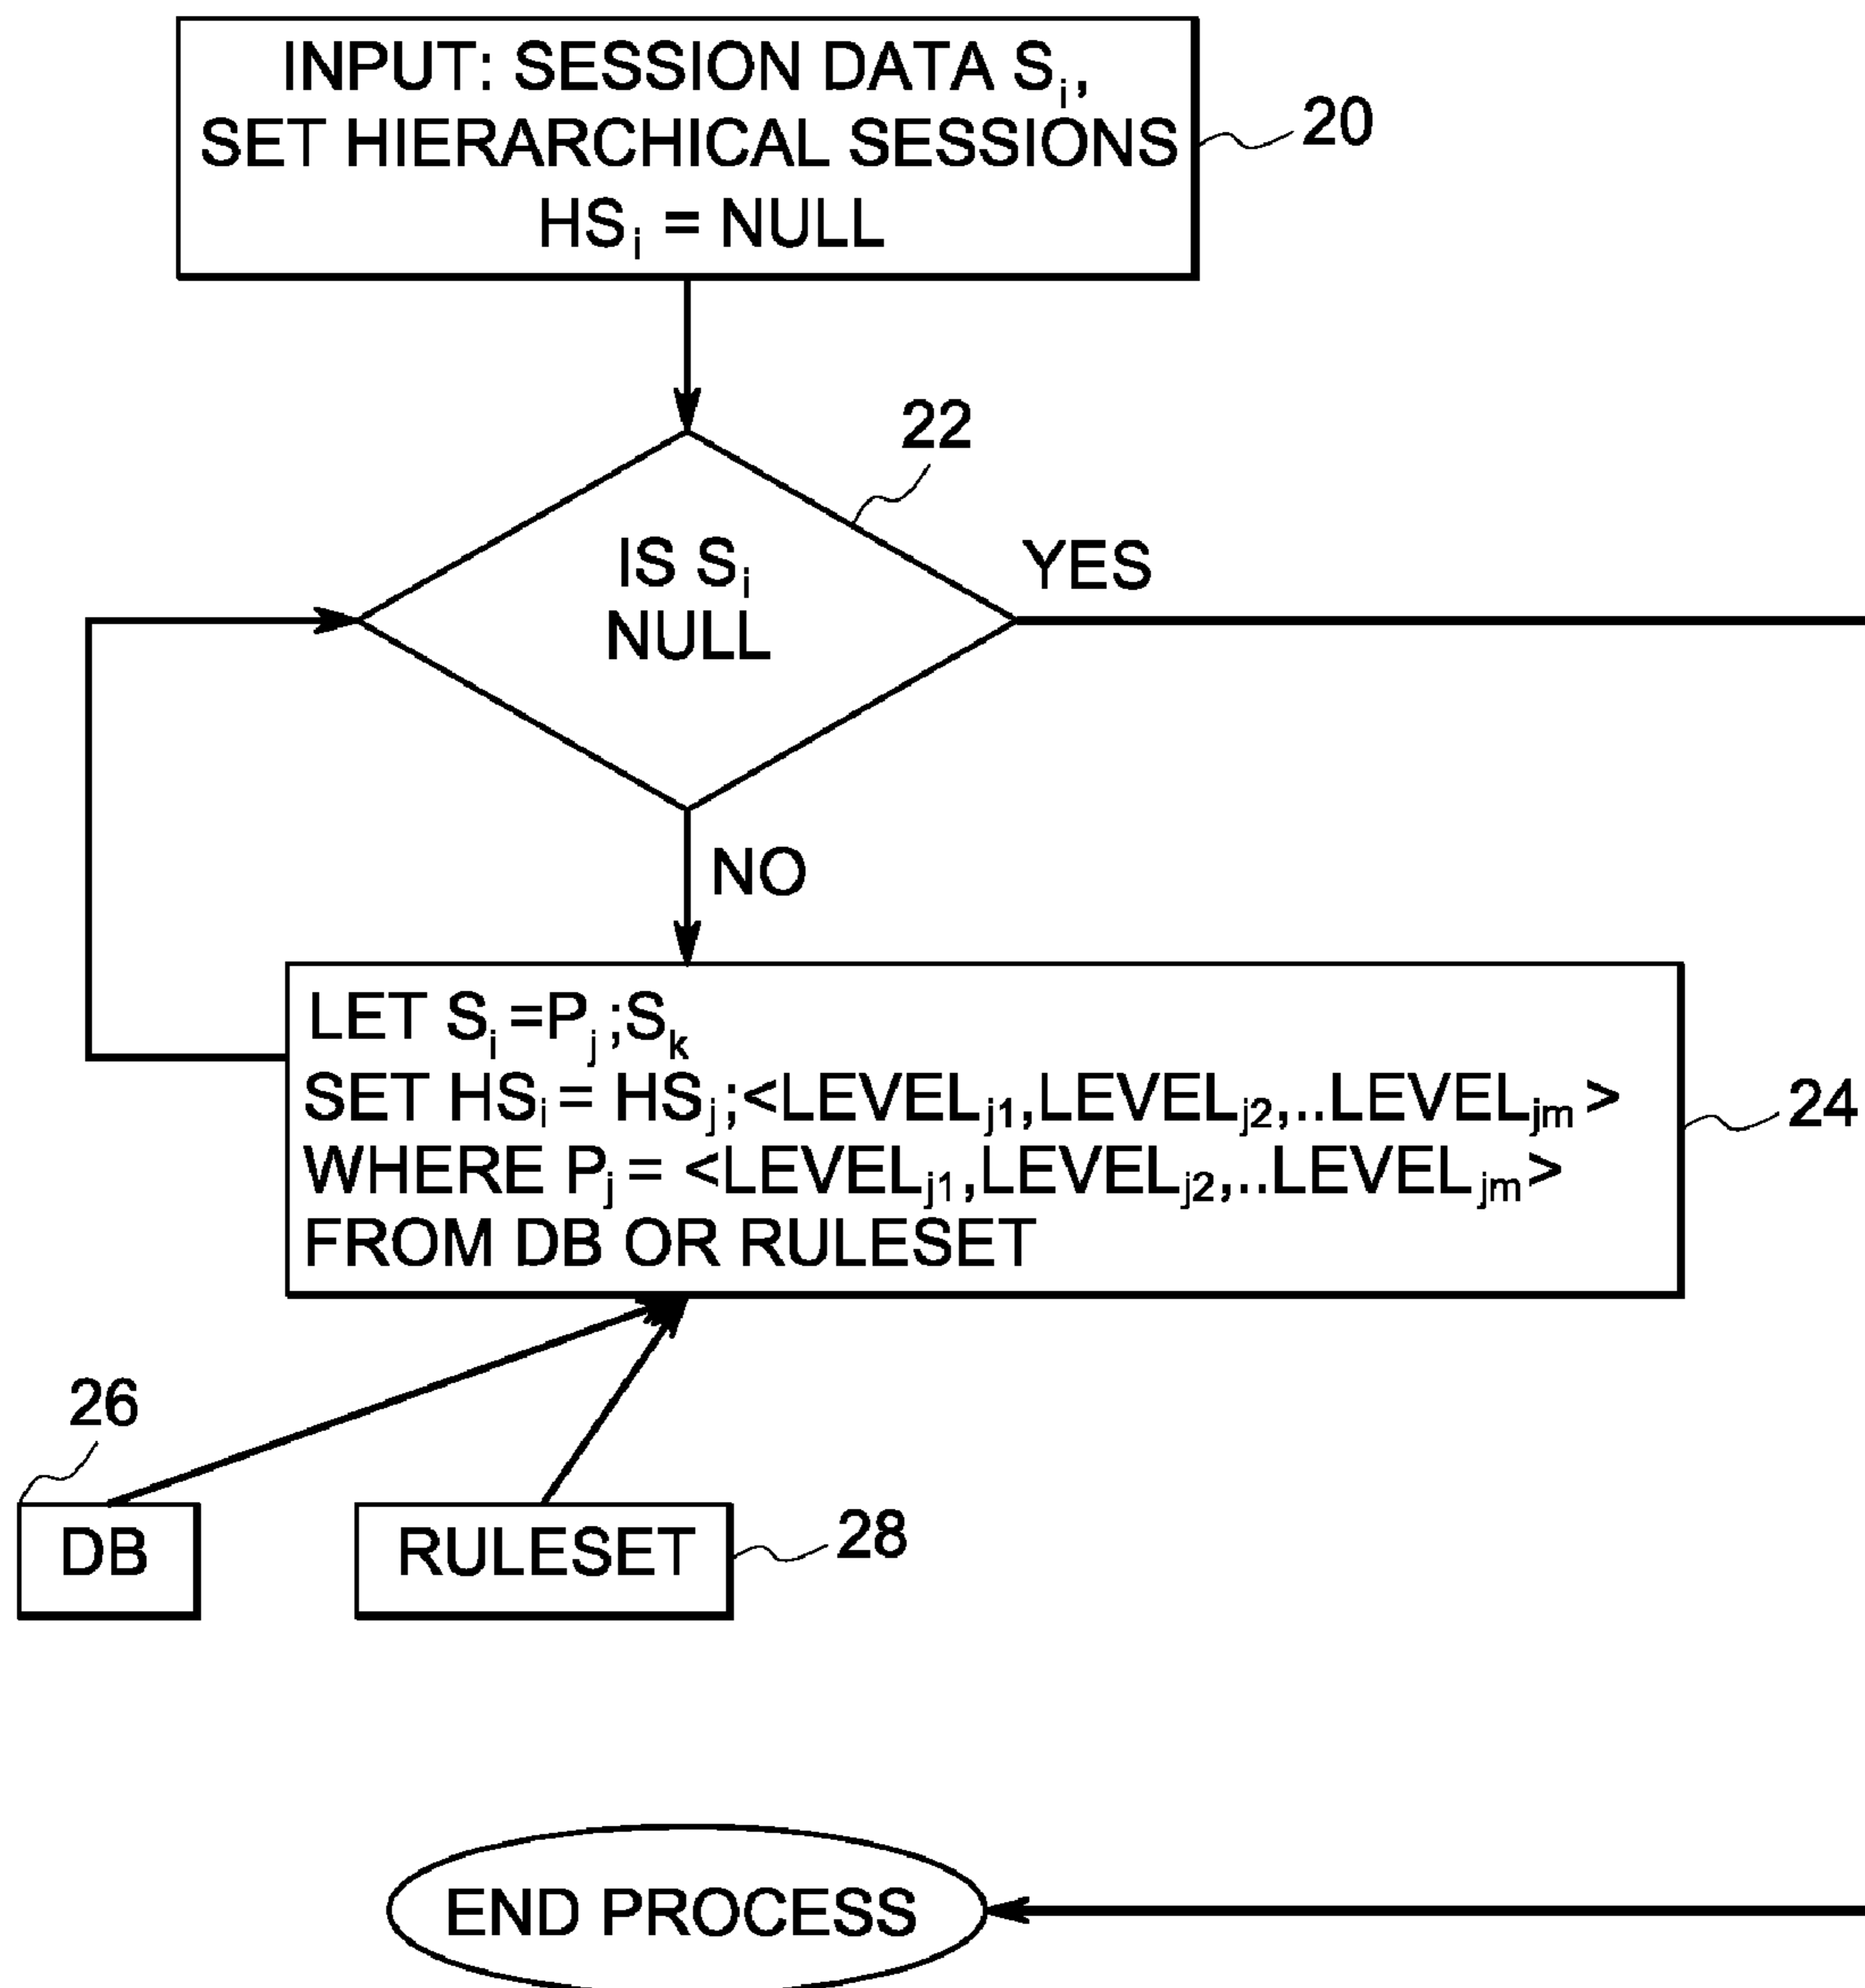 INPUT: SESSION DATA Sᵢ,
SET HIERARCHICAL SESSIONS
HSᵢ = NULL
20
22
IS Sᵢ
NULL
YES
NO
LET Sᵢ=Pⱼ;Sₖ
SET HSᵢ = HSⱼ;<LEVELⱼ₁,LEVELⱼ₂,..LEVELⱼₘ>
WHERE Pⱼ = <LEVELⱼ₁,LEVELⱼ₂,..LEVELⱼₘ>
FROM DB OR RULESET
24
26
DB
RULESET
28
END PROCESS